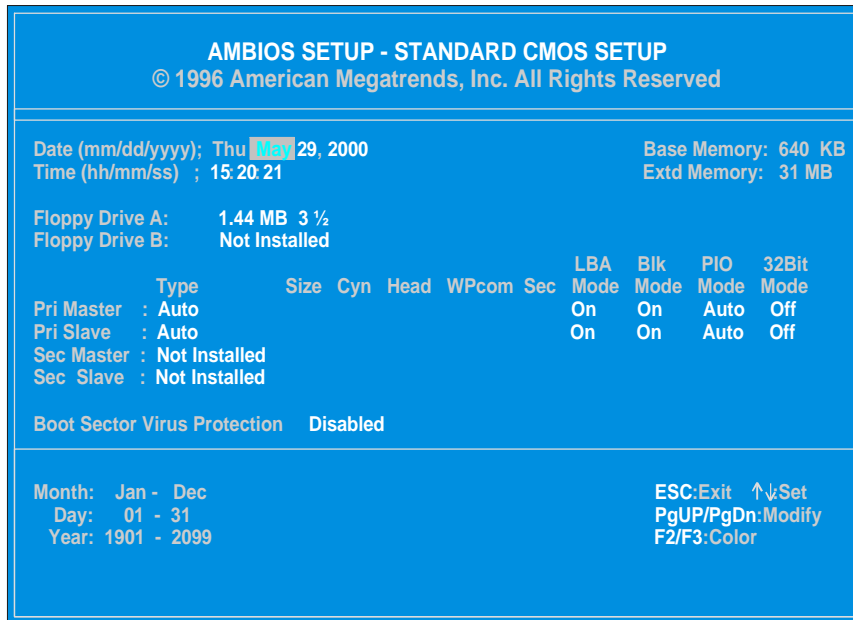 AMBIOS SETUP - STANDARD CMOS SETUP
© 1996 American Megatrends, Inc. All Rights Reserved
Date (mm/dd/yyyy); Thu May 29, 2000 Base Memory: 640 KB
Time (hh/mm/ss) ; 15:20:21 Extd Memory: 31 MB
Floppy Drive A: 1.44 MB 3 ½
Floppy Drive B: Not Installed
LBA Blk PIO 32Bit
Type Size Cyn Head WPcom Sec Mode Mode Mode Mode
Pri Master : Auto On On Auto Off
Pri Slave : Auto On On Auto Off
Sec Master : Not Installed
Sec Slave : Not Installed
Boot Sector Virus Protection Disabled
Month: Jan - Dec ESC:Exit ↑↓:Set
Day: 01 - 31 PgUP/PgDn:Modify
Year: 1901 - 2099 F2/F3:Color